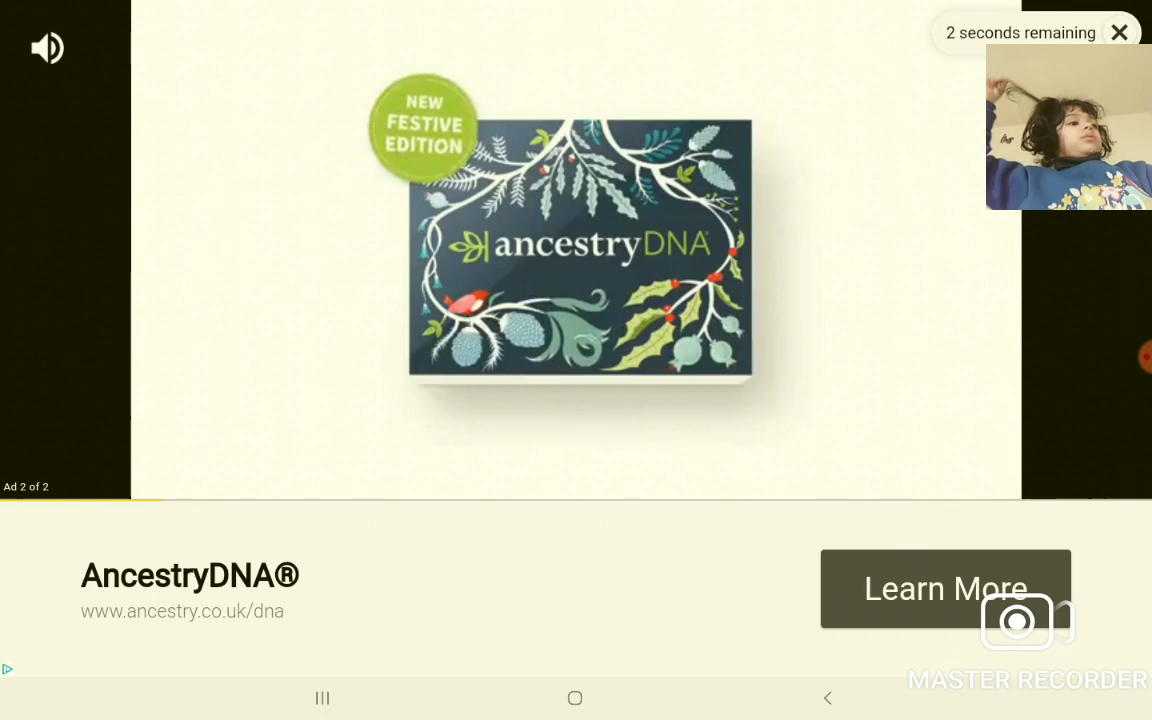 2 seconds remaining
NEW
FESTIVE
EDITION
ancestryDNA®
Ad 2 of 2
AncestryDNA®
www.ancestry.co.uk/dna
Learn More
MASTER RECORDER